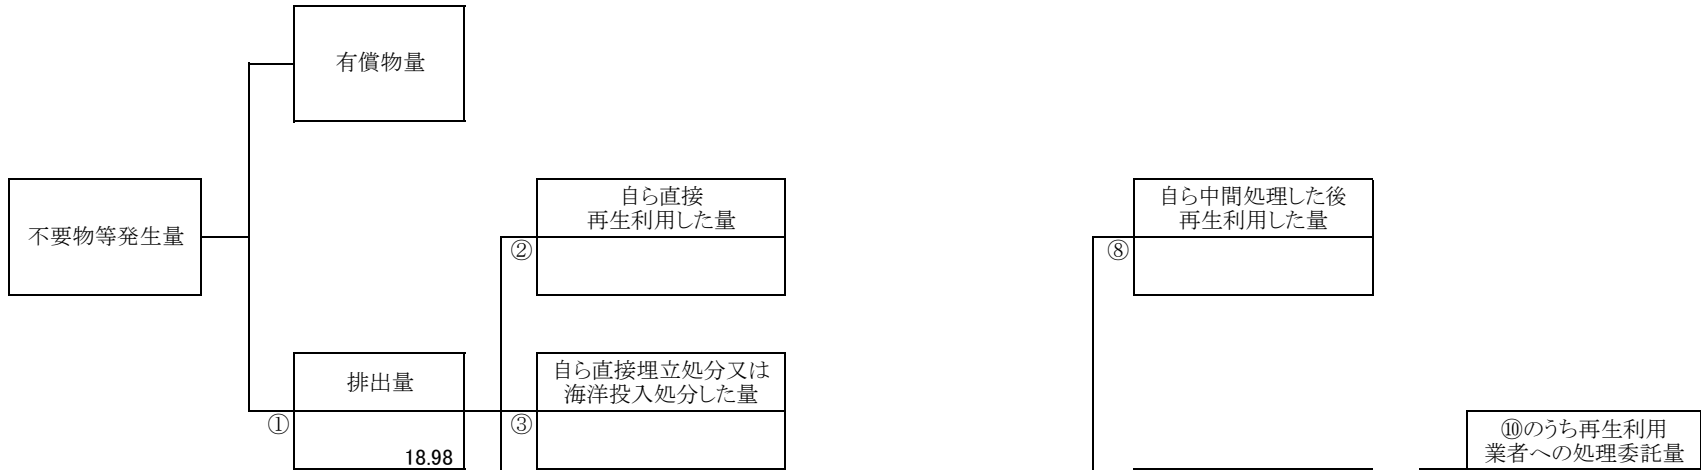 有償物量
不要物等発生量
自ら直接
再生利用した量
②
自ら中間処理した後
再生利用した量
⑧
排出量
①
18.98
自ら直接埋立処分又は
海洋投入処分した量
③
⑩のうち再生利用
業者への処理委託量